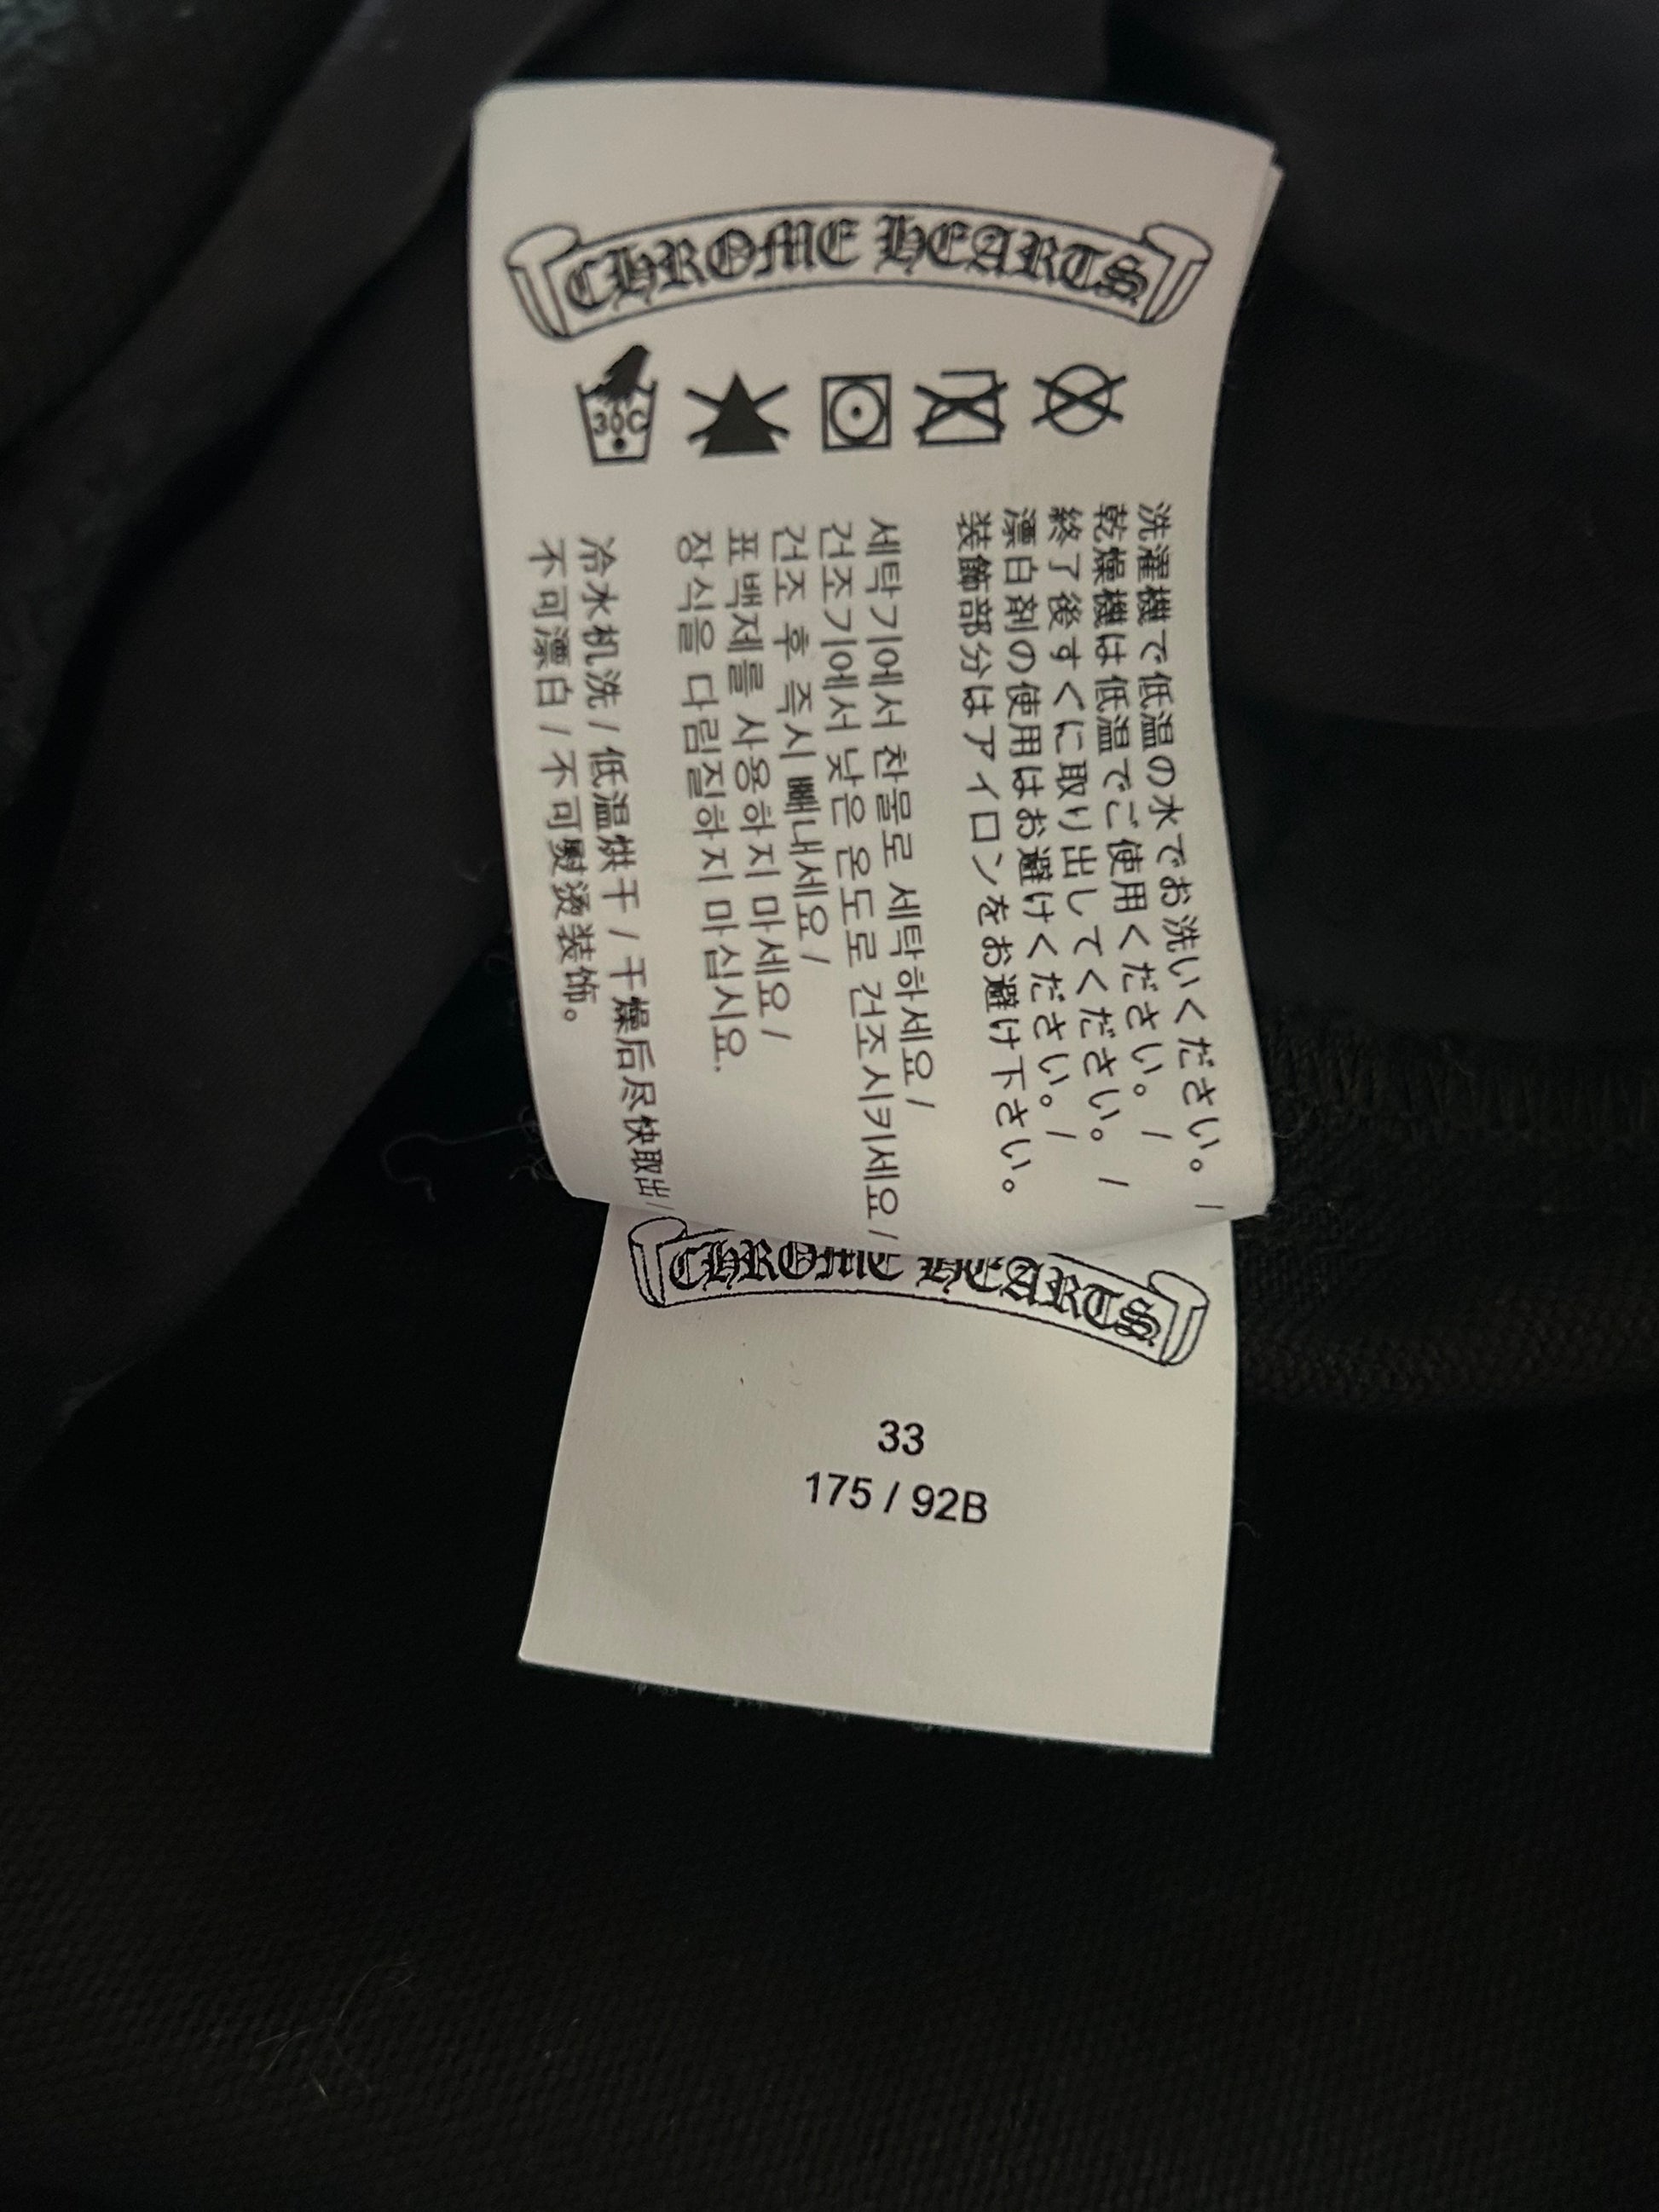 CHROME HEARTS
30C
洗濯機で低温の水でお洗いください。 /
乾燥機は低温でご使用ください。 /
終了後すぐに取り出してください。 /
漂白剤の使用はお避けください。 /
装飾部分はアイロンをお避け下さい。
세탁기에서 찬물로 세탁하세요 /
건조기에서 낮은 온도로 건조시키세요 /
건조 후 즉시 빼내세요 /
표백제를 사용하지 마세요 /
장식을 다림질하지 마십시요.
冷水机洗 / 低温烘干 / 干燥后尽快取出 /
不可漂白 / 不可熨烫装饰。
CHROME HEARTS
33
175 / 92B